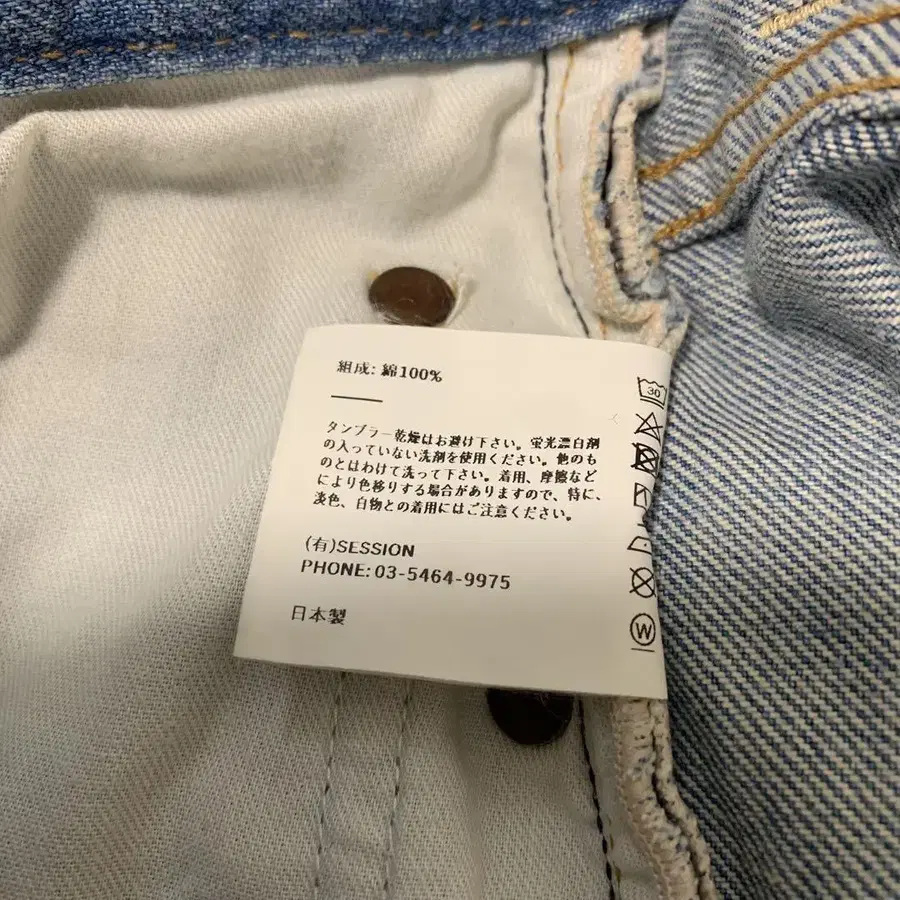 組成: 綿100%
タンブラー乾燥はお避け下さい。蛍光漂白剤
の入っていない洗剤を使用ください。他のも
のとはわけて洗って下さい。着用、摩擦など
により色移りする場合がありますので、特に、
淡色、白物との着用にはご注意ください。
(有)SESSION
PHONE: 03-5464-9975
日本製
30
W